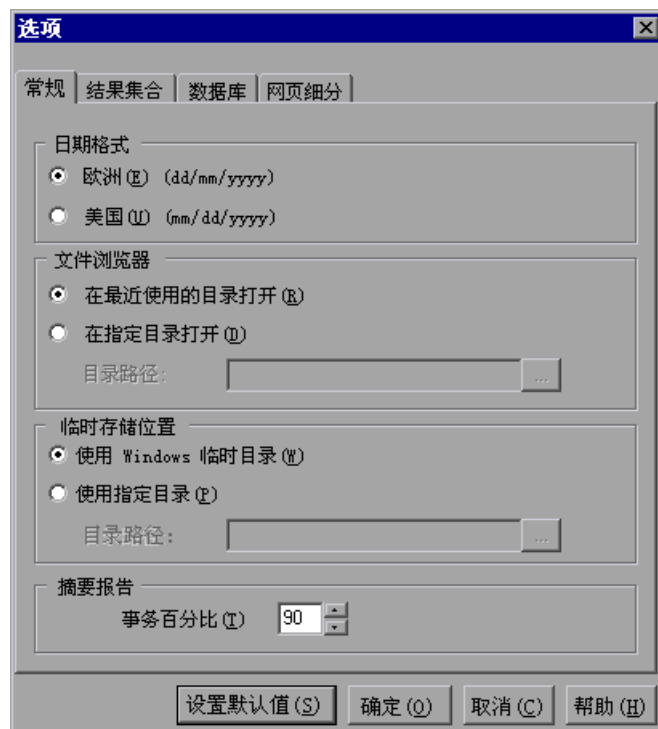 选项
常规 结果集合 数据库 网页细分
日期格式
欧洲(E) (dd/mm/yyyy)
美国(U) (mm/dd/yyyy)
文件浏览器
在最近使用的目录打开(R)
在指定目录打开(D)
目录路径:
...
临时存储位置
使用 Windows 临时目录(W)
使用指定目录(P)
目录路径:
...
摘要报告
事务百分比(T) 90
设置默认值(S) 确定(O) 取消(C) 帮助(H)